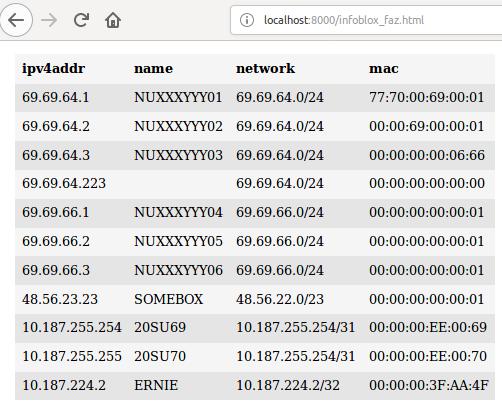 localhost:8000/infoblox_faz.html
ipv4addr name network mac
69.69.64.1 NUXXXYYY01 69.69.64.0/24 77:70:00:69:00:01
69.69.64.2 NUXXXYYY02 69.69.64.0/24 00:00:69:00:00:01
69.69.64.3 NUXXXYYY03 69.69.64.0/24 00:00:00:00:06:66
69.69.64.223 69.69.64.0/24 00:00:00:00:00:00
69.69.66.1 NUXXXYYY04 69.69.66.0/24 00:00:00:00:00:01
69.69.66.2 NUXXXYYY05 69.69.66.0/24 00:00:00:00:00:01
69.69.66.3 NUXXXYYY06 69.69.66.0/24 00:00:00:00:00:01
48.56.23.23 SOMEBOX 48.56.22.0/23 00:00:00:00:00:01
10.187.255.254 20SU69 10.187.255.254/31 00:00:00:EE:00:69
10.187.255.255 20SU70 10.187.255.254/31 00:00:00:EE:00:70
10.187.224.2 ERNIE 10.187.224.2/32 00:00:00:3F:AA:4F